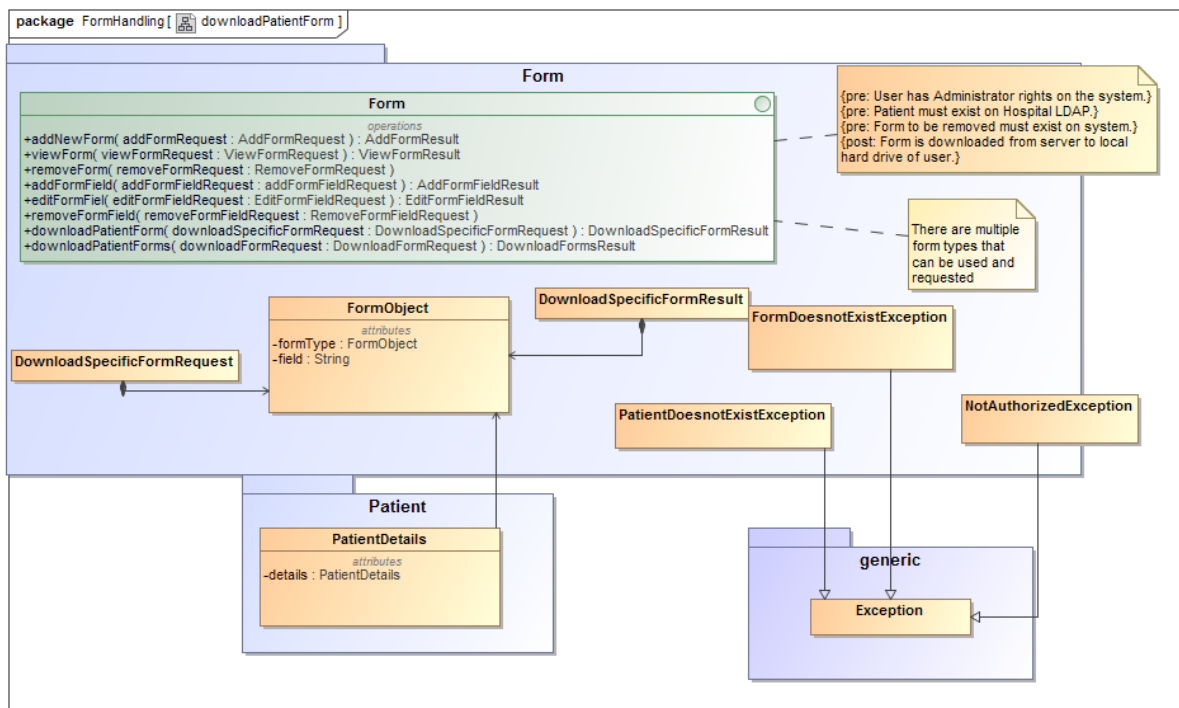 package FormHandling [ downloadPatientForm ]
Form
Form
operations
+addNewForm( addFormRequest : AddFormRequest ) : AddFormResult
+viewForm( viewFormRequest : ViewFormRequest ) : ViewFormResult
+removeForm( removeFormRequest : RemoveFormRequest )
+addFormField( addFormFieldRequest : addFormFieldRequest ) : AddFormFieldResult
+editFormFiel( editFormFieldRequest : EditFormFieldRequest ) : EditFormFieldResult
+removeFormField( removeFormFieldRequest : RemoveFormFieldRequest )
+downloadPatientForm( downloadSpecificFormRequest : DownloadSpecificFormRequest ) : DownloadSpecificFormResult
+downloadPatientForms( downloadFormRequest : DownloadFormRequest ) : DownloadFormsResult
{pre: User has Administrator rights on the system.}
{pre: Patient must exist on Hospital LDAP.}
{pre: Form to be removed must exist on system.}
{post: Form is downloaded from server to local
hard drive of user.}
There are multiple
form types that
can be used and
requested
DownloadSpecificFormRequest
FormObject
attributes
-formType : FormObject
-field : String
DownloadSpecificFormResult
FormDoesnotExistException
PatientDoesnotExistException
NotAuthorizedException
Patient
PatientDetails
attributes
-details : PatientDetails
generic
Exception